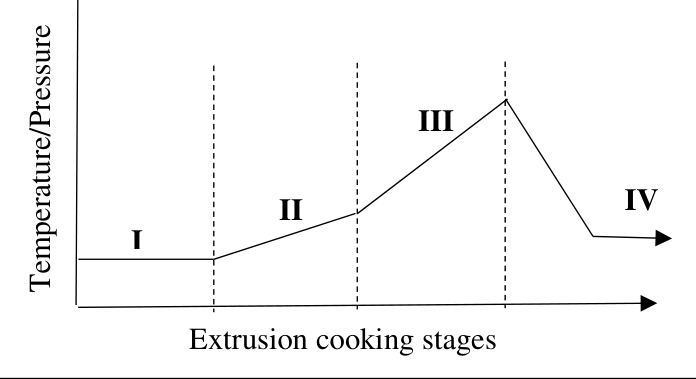 Temperature/Pressure
I
II
III
IV
Extrusion cooking stages